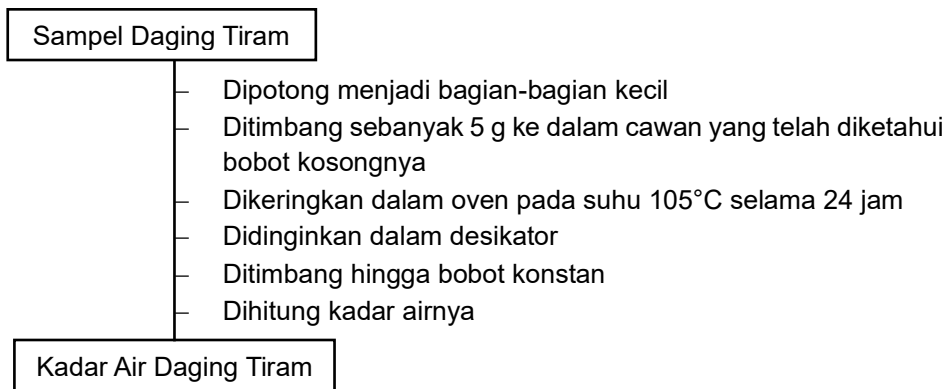 Sampel Daging Tiram
– Dipotong menjadi bagian-bagian kecil
– Ditimbang sebanyak 5 g ke dalam cawan yang telah diketahui
bobot kosongnya
– Dikeringkan dalam oven pada suhu 105°C selama 24 jam
– Didinginkan dalam desikator
– Ditimbang hingga bobot konstan
– Dihitung kadar airnya
Kadar Air Daging Tiram